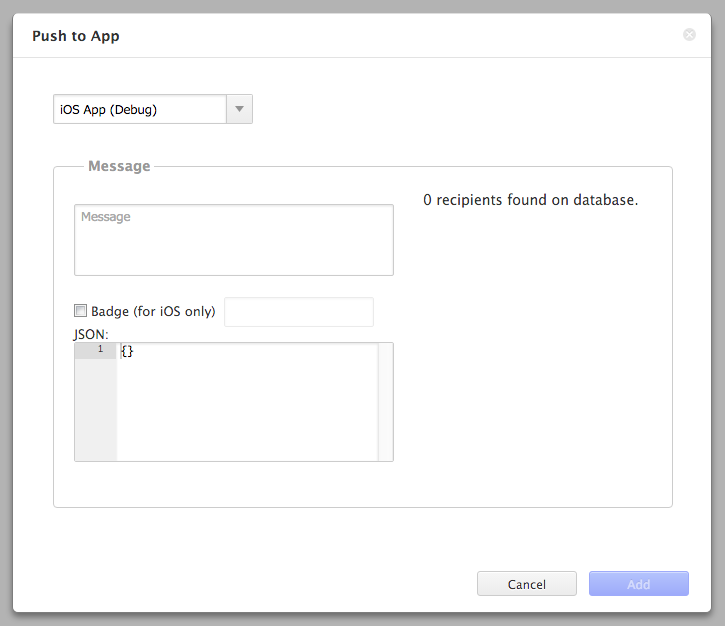 Push to App
iOS App (Debug)
Message
0 recipients found on database.
Message
Badge (for iOS only)
JSON:
1 {}
Cancel
Add